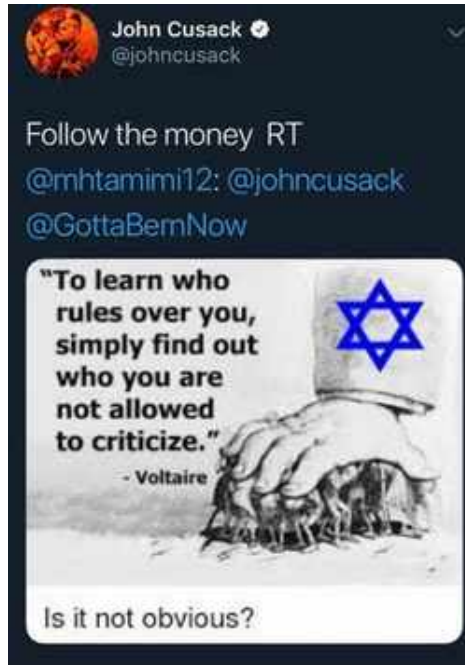 John Cusack
@johncusack
Follow the money RT
@mhtamimi12: @johncusack
@GottaBernNow
"To learn who
rules over you,
simply find out
who you are
not allowed
to criticize."
- Voltaire
Is it not obvious?